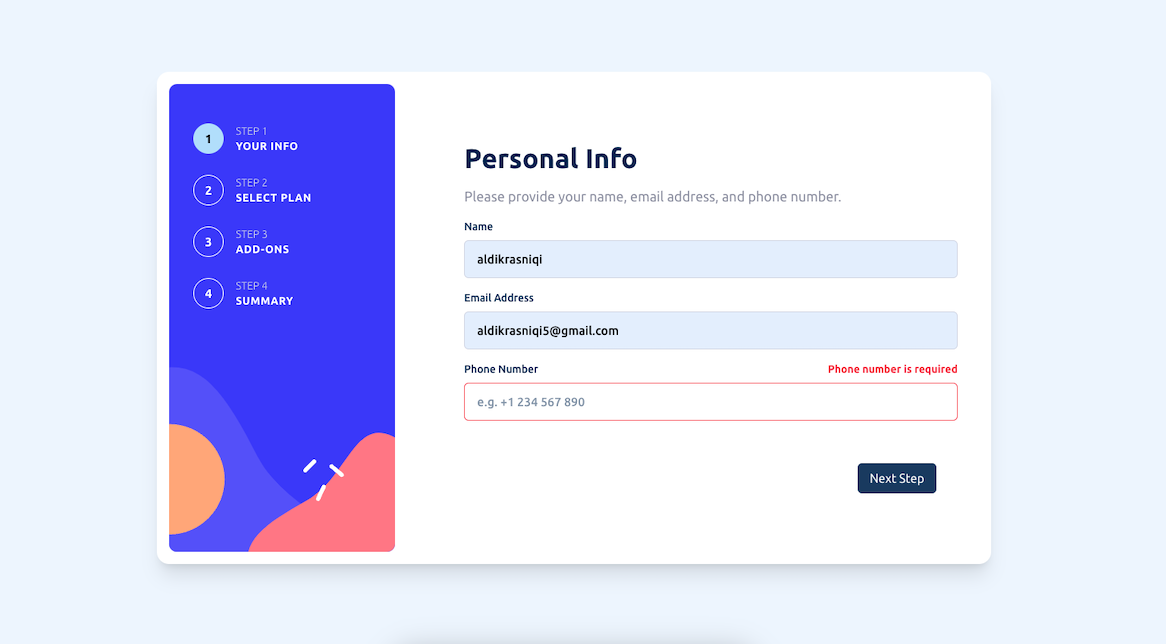 1
STEP 1
YOUR INFO
2
STEP 2
SELECT PLAN
3
STEP 3
ADD-ONS
4
STEP 4
SUMMARY
Personal Info
Please provide your name, email address, and phone number.
Name
aldikrasniqi
Email Address
aldikrasniqi5@gmail.com
Phone Number Phone number is required
e.g. +1 234 567 890
Next Step